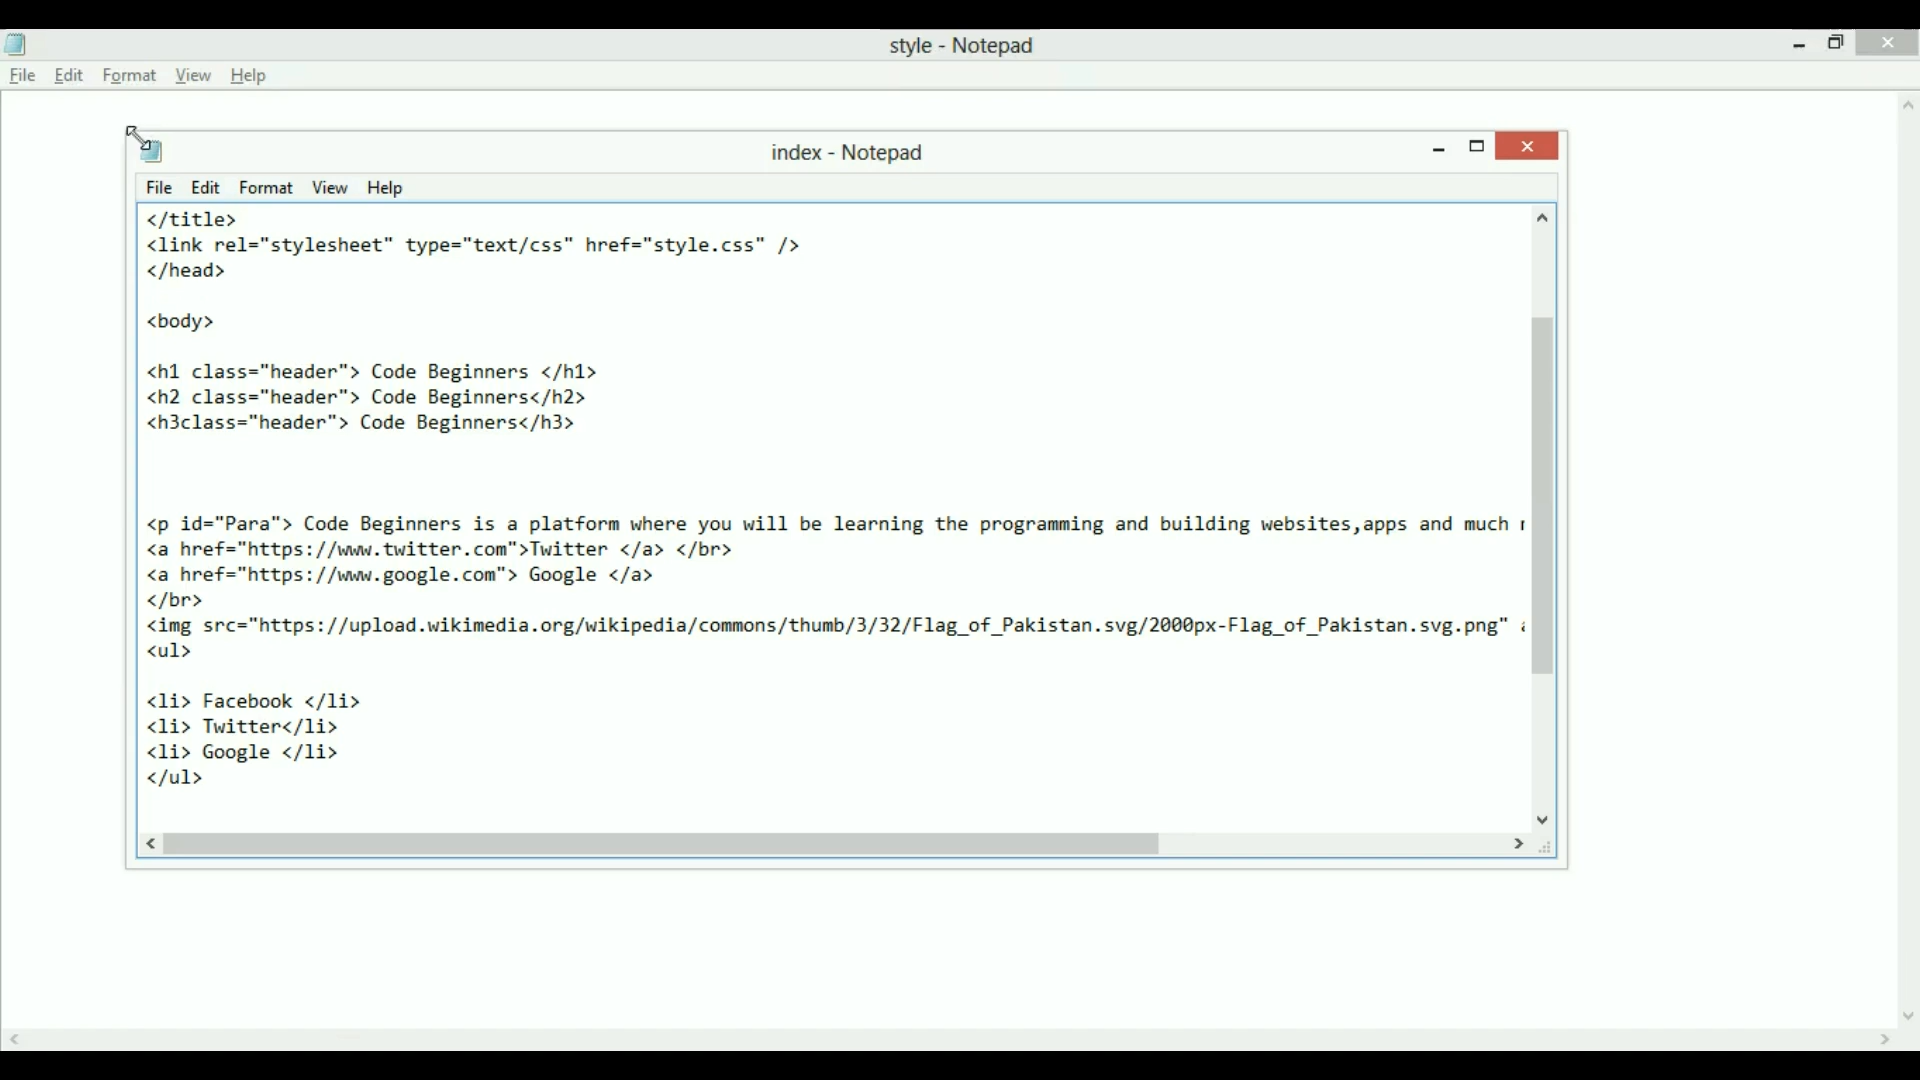 style - Notepad
File Edit Format View Help
index - Notepad
File Edit Format View Help
</title>
<link rel="stylesheet" type="text/css" href="style.css" />
</head>
<body>
<h1 class="header"> Code Beginners </h1>
<h2 class="header"> Code Beginners</h2>
<h3class="header"> Code Beginners</h3>
<p id="Para"> Code Beginners is a platform where you will be learning the programming and building websites,apps and much
<a href="https://www.twitter.com">Twitter </a> </br>
<a href="https://www.google.com"> Google </a>
</br>
<img src="https://upload.wikimedia.org/wikipedia/commons/thumb/3/32/Flag_of_Pakistan.svg/2000px-Flag_of_Pakistan.svg.png"
<ul>
<li> Facebook </li>
<li> Twitter</li>
<li> Google </li>
</ul>